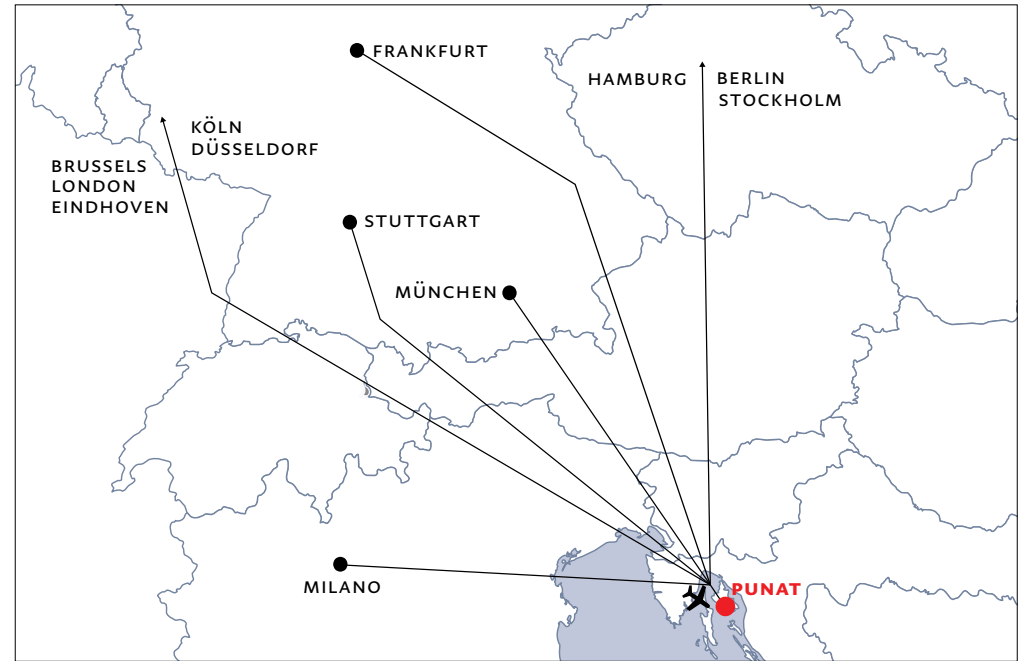 FRANKFURT
HAMBURG
BERLIN
STOCKHOLM
KÖLN
DÜSSELDORF
BRUSSELS
LONDON
EINDHOVEN
STUTTGART
MÜNCHEN
MILANO
PUNAT